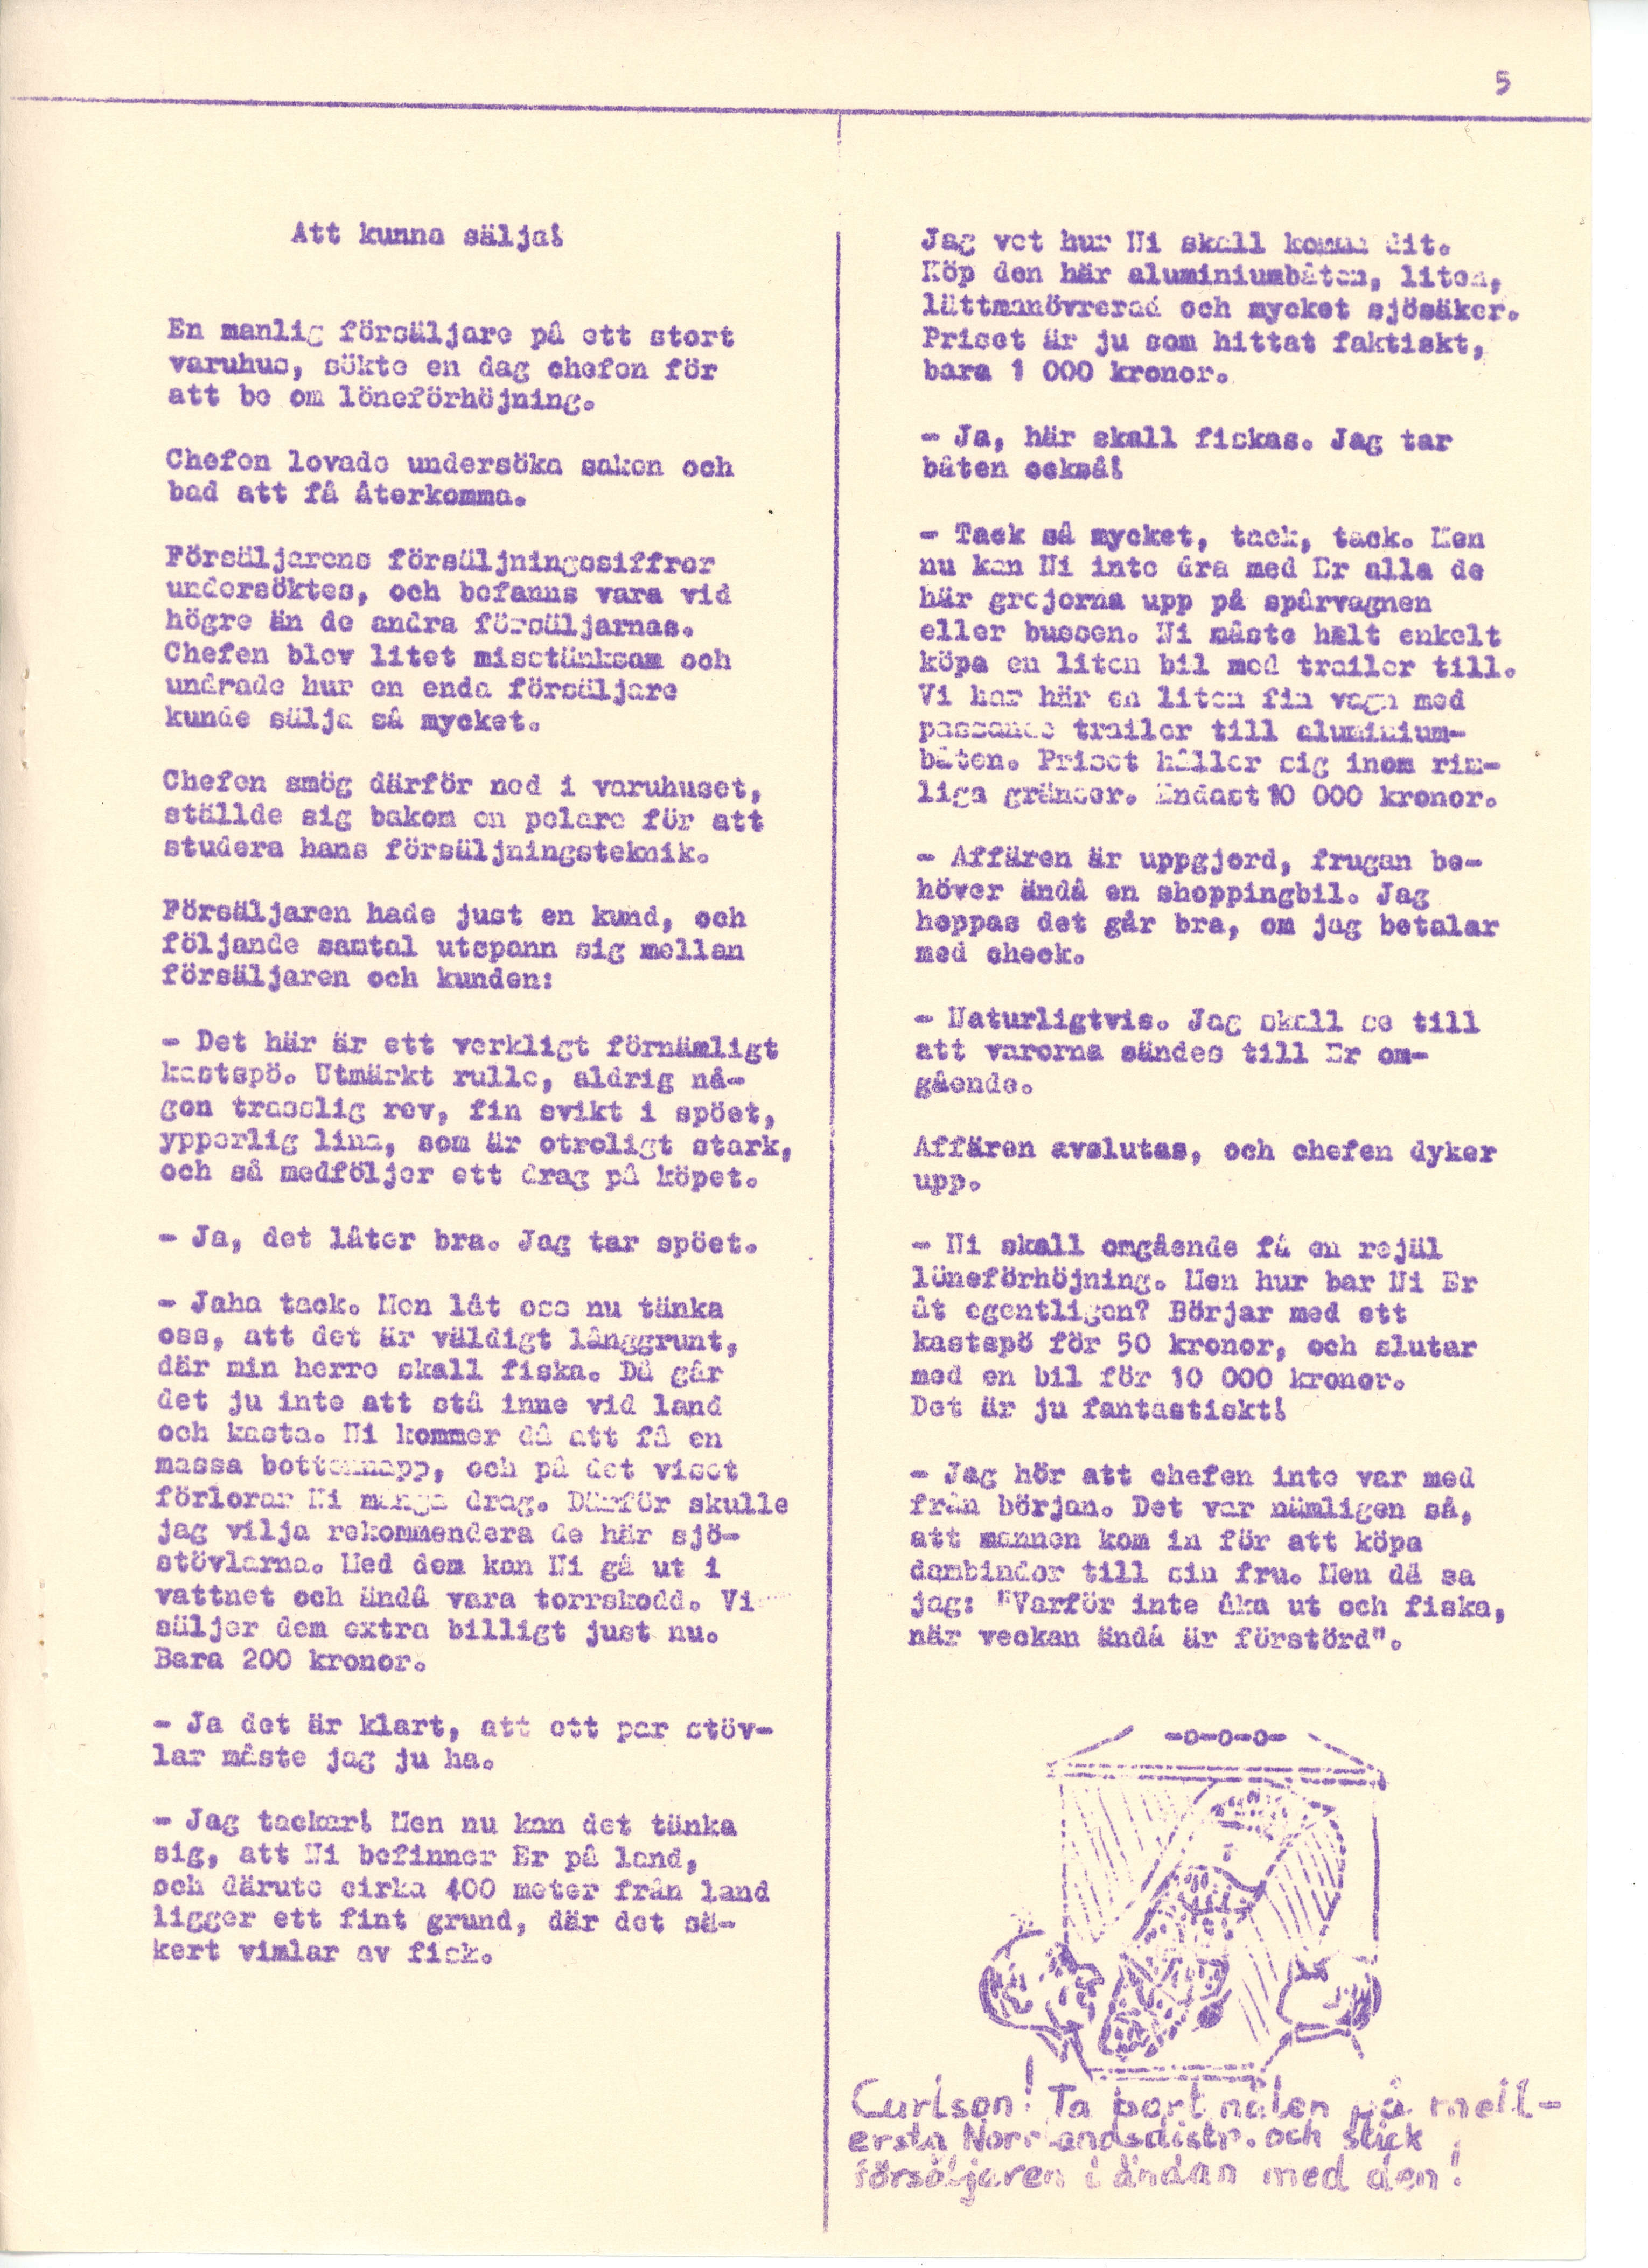 5
Att kunna sälja!
En manlig försäljare på ett stort
varuhus, sökte en dag chefen för
att be om löneförhöjning.
Chefen lovade undersöka saken och
bad att få återkomma.
Försäljarens försäljningssiffror
undersöktes, och befanns vara vid
högre än de andra försäljarnas.
Chefen blev litet misstänksam och
undrade hur en enda försäljare
kunde sälja så mycket.
Chefen smög därför ned i varuhuset,
ställde sig bakom en pelare för att
studera hans försäljningsteknik.
Försäljaren hade just en kund, och
följande samtal utspann sig mellan
försäljaren och kunden:
- Det här är ett verkligt förnämligt
kastspö. Utmärkt rulle, aldrig nå-
gon trasslig rev, fin svikt i spöet,
ypperlig lina, som är otroligt stark,
och så medföljer ett drag på köpet.
- Ja, det låter bra. Jag tar spöet.
- Jaha tack. Men låt oss nu tänka
oss, att det är väldigt långgrunt,
där min herre skall fiska. Då går
det ju inte att stå inne vid land
och kasta. Ni kommer då att få en
massa bottennapp, och på det viset
förlorar Ni många drag. Därför skulle
jag vilja rekommendera de här sjö-
stövlarna. Med dem kan Ni gå ut i
vattnet och ändå vara torrskodd. Vi
säljer dem extra billigt just nu.
Bara 200 kronor.
- Ja det är klart, att ett par stöv-
lar måste jag ju ha.
- Jag tackar! Men nu kan det tänka
sig, att Ni befinner Er på land,
och därute cirka 400 meter från land
ligger ett fint grund, där det sä-
kert vimlar av fisk.
Jag vet hur Ni skall komma dit.
Köp den här aluminiumbåten, liten,
lättmanövrerad och mycket sjösäker.
Priset är ju som hittat faktiskt,
bara 1 000 kronor.
- Ja, här skall fiskas. Jag tar
båten också!
- Tack så mycket, tack, tack. Men
nu kan Ni inte dra med Er alla de
här grejorna upp på spårvagnen
eller bussen. Ni måste helt enkelt
köpa en liten bil med trailer till.
Vi har här en liten fin vagn med
passande trailer till aluminium-
båten. Priset håller sig inom rim-
liga gränser. Endast 10 000 kronor.
- Affären är uppgjord, frugan be-
höver ändå en shoppingbil. Jag
hoppas det går bra, om jag betalar
med check.
- Naturligtvis. Jag skall se till
att varorna sändes till Er om-
gående.
Affären avslutas, och chefen dyker
upp.
- Ni skall omgående få en rejäl
löneförhöjning. Men hur bar Ni Er
åt egentligen? Börjar med ett
kastspö för 50 kronor, och slutar
med en bil för 10 000 kronor.
Det är ju fantastiskt!
- Jag hör att chefen inte var med
från början. Det var nämligen så,
att mannen kom in för att köpa
dambindor till sin fru. Men då sa
jag: "Varför inte åka ut och fiska,
när veckan ändå är förstörd".
-o-o-o-
Curlson! Ta bort nålen på mell-
ersta Norrlandsdistr. och stick
försäljaren i ändan med den!